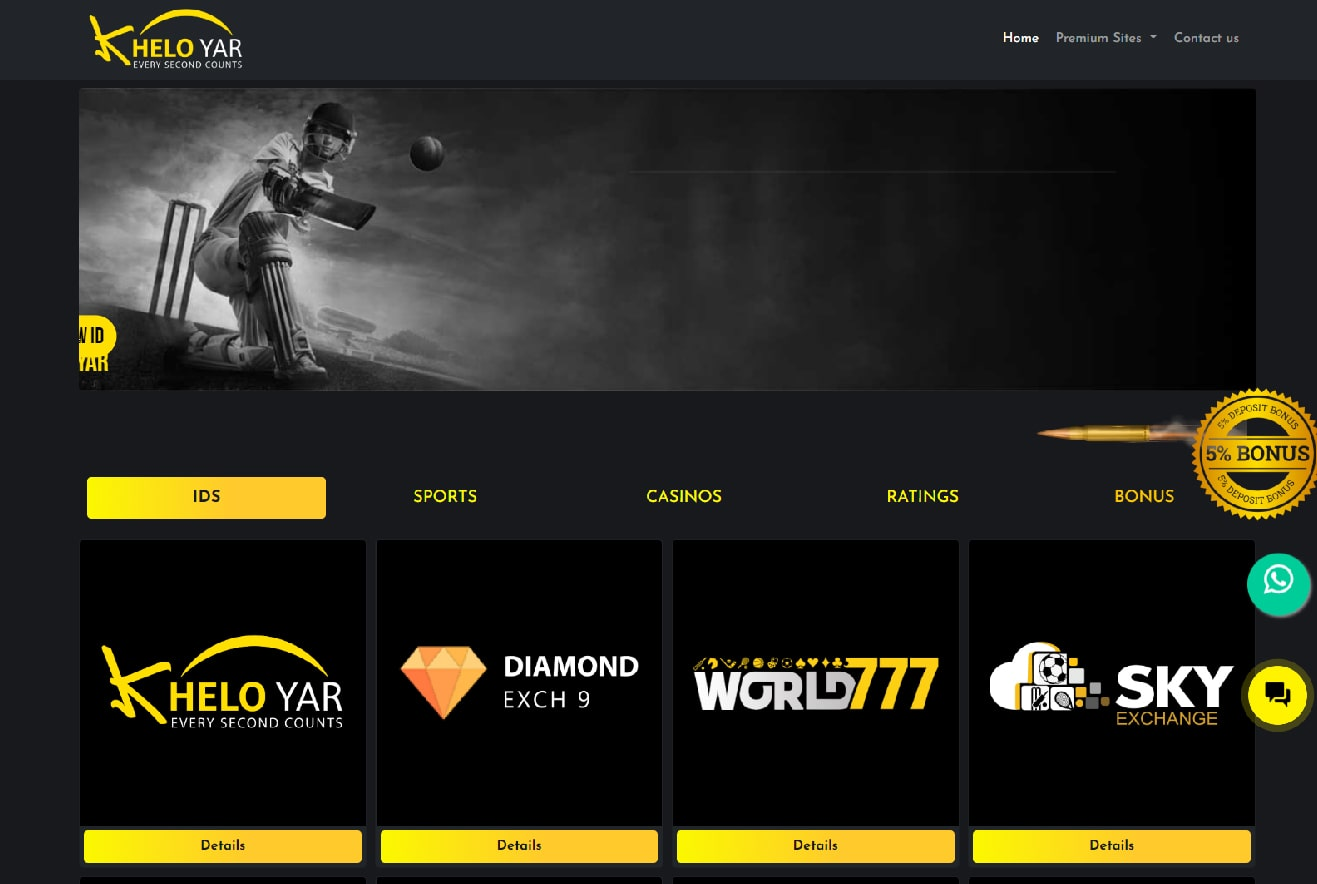 KHELO YAR
EVERY SECOND COUNTS
Home
Premium Sites
Contact us
ID
YAR
5% DEPOSIT BONUS
5% BONUS
5% DEPOSIT BONUS
IDS
SPORTS
CASINOS
RATINGS
BONUS
KHELO YAR
EVERY SECOND COUNTS
DIAMOND
EXCH 9
WORLD777
SKY
EXCHANGE
Details
Details
Details
Details